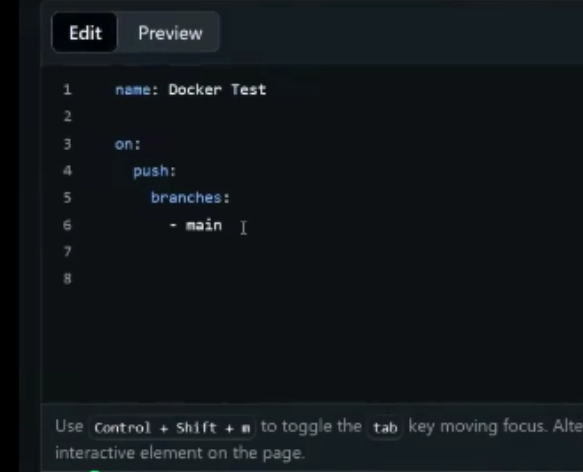 Edit Preview
1 name: Docker Test
2
3 on:
4 push:
5 branches:
6 - main
7
8
Use Control + Shift + m to toggle the tab key moving focus. Alte
interactive element on the page.